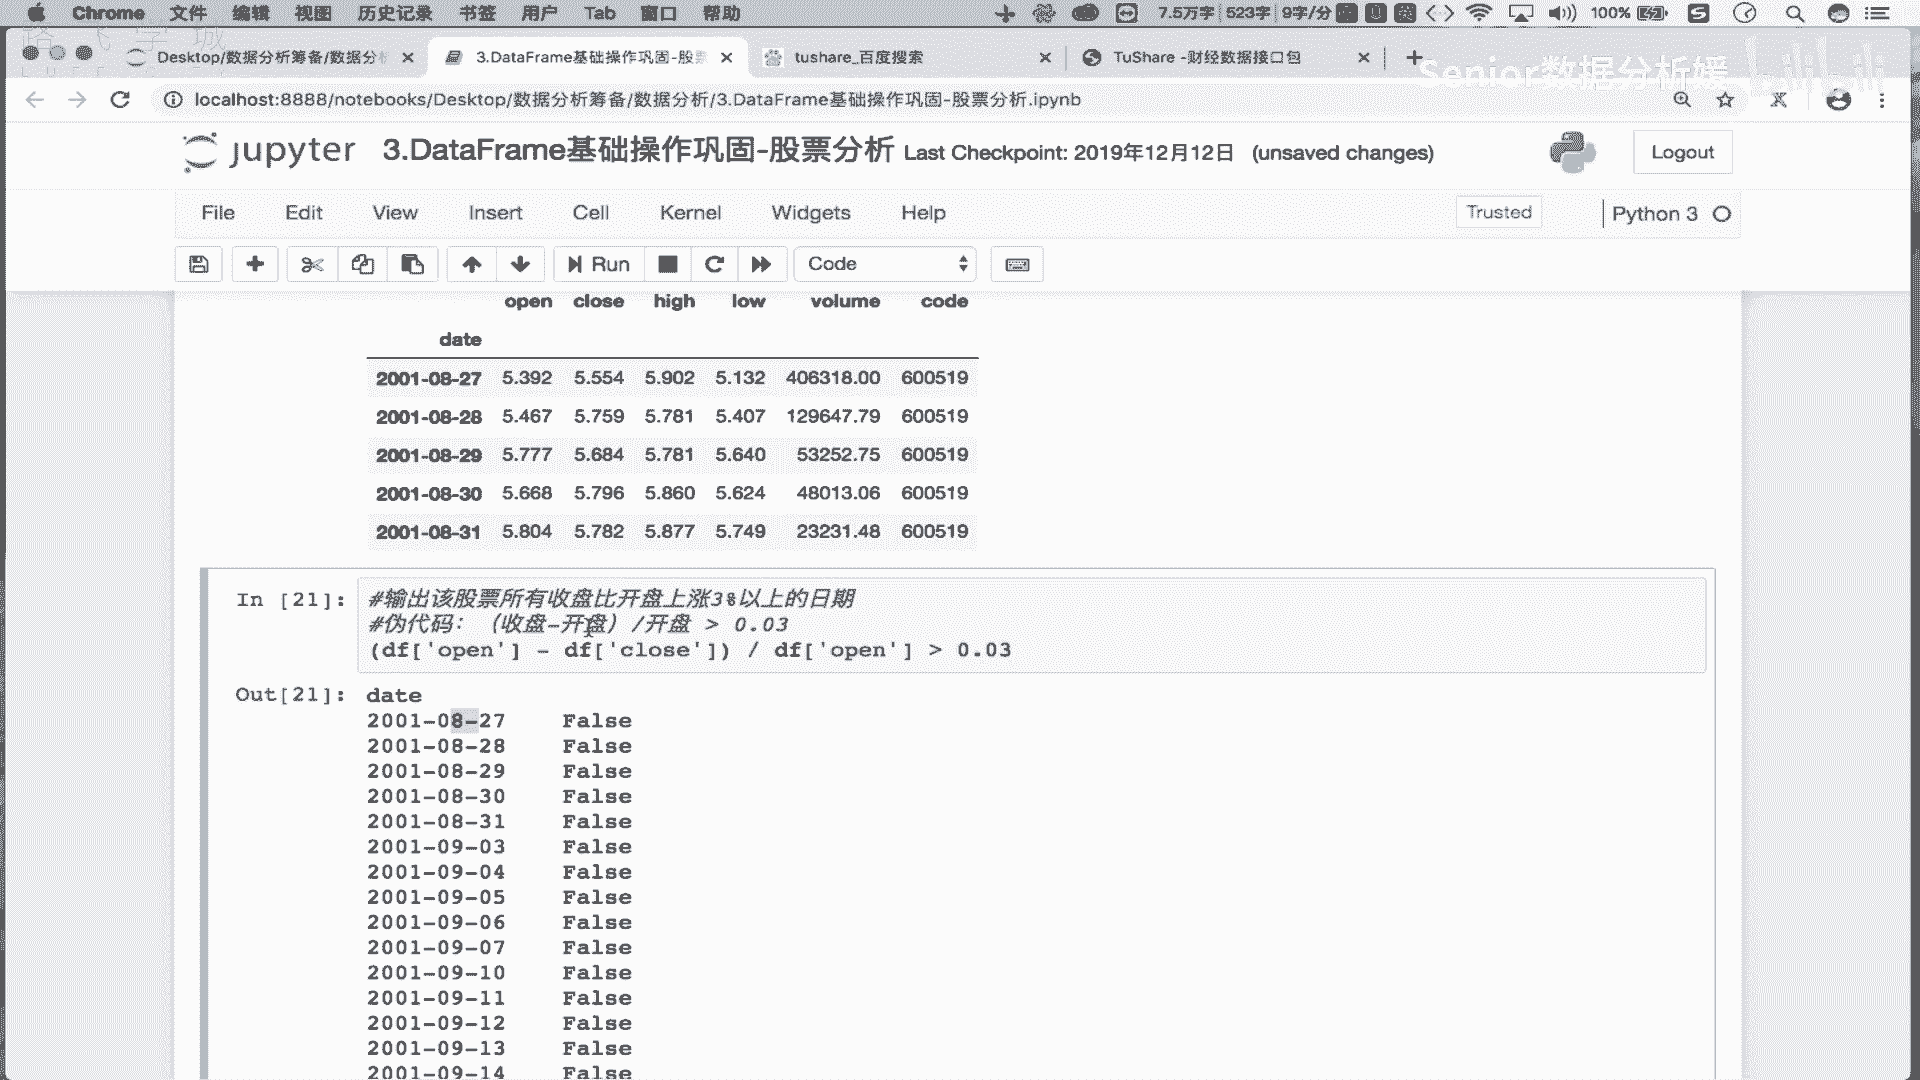 Chrome 文件 编辑 视图 历史记录 书签 用户 Tab 窗口 帮助 7.5万字 523字 9字/分 100%
Desktop/数据分析筹备/数据分析 3.DataFrame基础操作巩固-股票 tushare_百度搜索 TuShare -财经数据接口包
Senior数据分析媛 bilibili
localhost:8888/notebooks/Desktop/数据分析筹备/数据分析/3.DataFrame基础操作巩固-股票分析.ipynb
jupyter 3.DataFrame基础操作巩固-股票分析 Last Checkpoint: 2019年12月12日 (unsaved changes) Logout
File Edit View Insert Cell Kernel Widgets Help Trusted Python 3
Run Code
open close high low volume code
date
2001-08-27 5.392 5.554 5.902 5.132 406318.00 600519
2001-08-28 5.467 5.759 5.781 5.407 129647.79 600519
2001-08-29 5.777 5.684 5.781 5.640 53252.75 600519
2001-08-30 5.668 5.796 5.860 5.624 48013.06 600519
2001-08-31 5.804 5.782 5.877 5.749 23231.48 600519
In [21]: #输出该股票所有收盘比开盘上涨3%以上的日期
#伪代码：（收盘-开盘）/开盘 > 0.03
(df['open'] - df['close']) / df['open'] > 0.03
Out[21]: date
2001-08-27 False
2001-08-28 False
2001-08-29 False
2001-08-30 False
2001-08-31 False
2001-09-03 False
2001-09-04 False
2001-09-05 False
2001-09-06 False
2001-09-07 False
2001-09-10 False
2001-09-11 False
2001-09-12 False
2001-09-13 False
2001-09-14 False